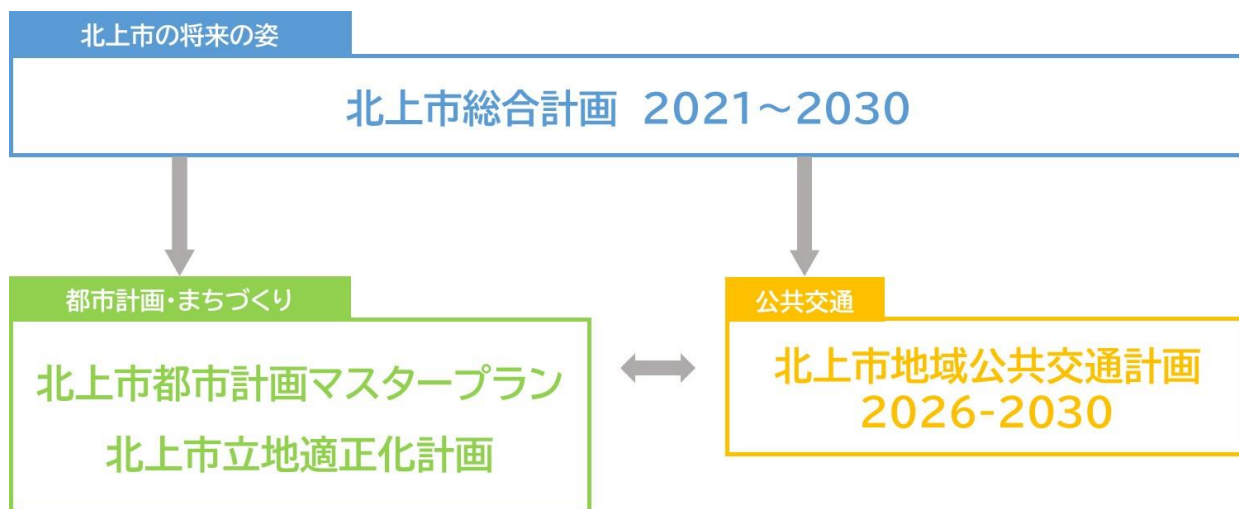 北上市の将来の姿
北上市総合計画 2021～2030
都市計画・まちづくり
北上市都市計画マスタープラン
北上市立地適正化計画
公共交通
北上市地域公共交通計画
2026-2030